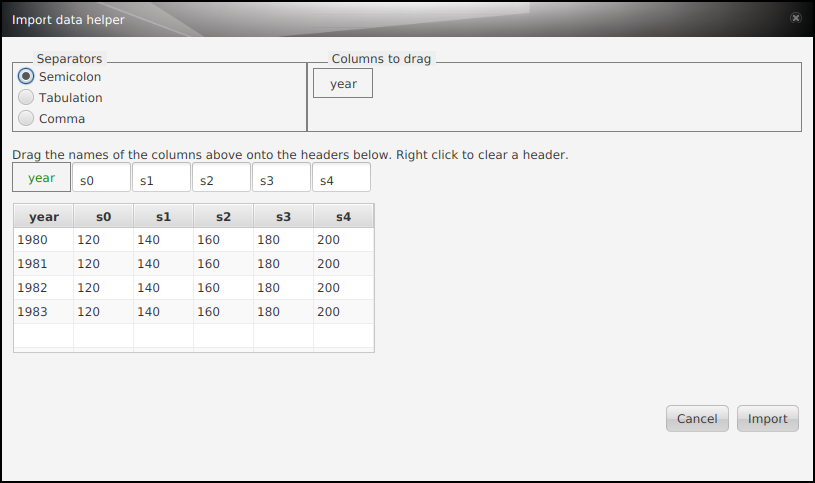 Import data helper
Separators
Columns to drag
Semicolon
year
Tabulation
Comma
Drag the names of the columns above onto the headers below. Right click to clear a header.
year s0 s1 s2 s3 s4
year s0 s1 s2 s3 s4
1980 120 140 160 180 200
1981 120 140 160 180 200
1982 120 140 160 180 200
1983 120 140 160 180 200
Cancel Import